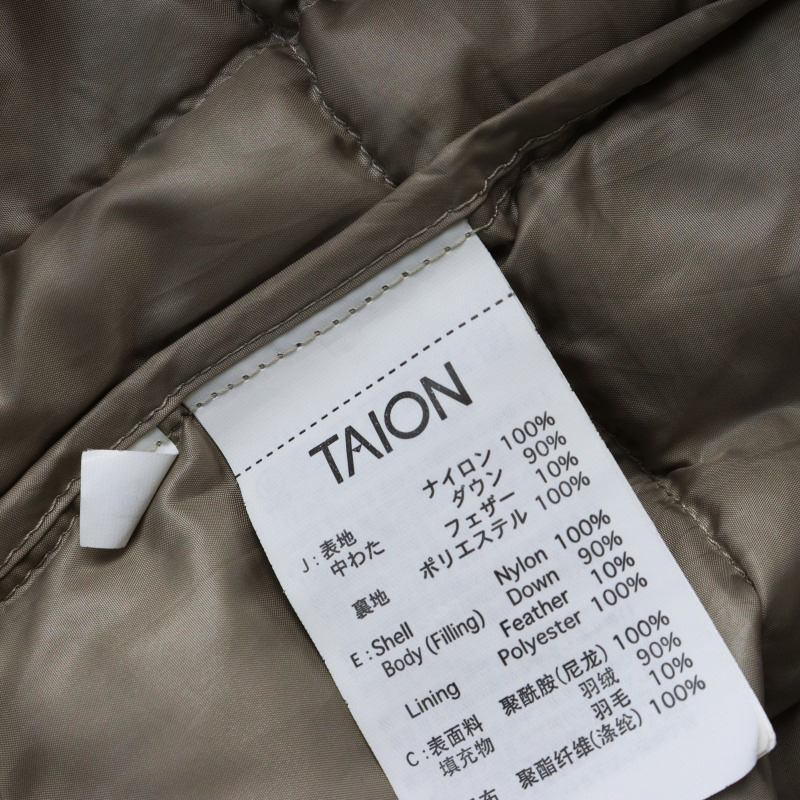 TAION
J:表地 ナイロン 100%
中わた ダウン 90%
フェザー 10%
裏地 ポリエステル 100%
E:Shell Nylon 100%
Body (Filling) Down 90%
Feather 10%
Lining Polyester 100%
C:表面料 聚酰胺(尼龙) 100%
填充物 羽绒 90%
羽毛 10%
布 聚酯纤维(涤纶) 100%